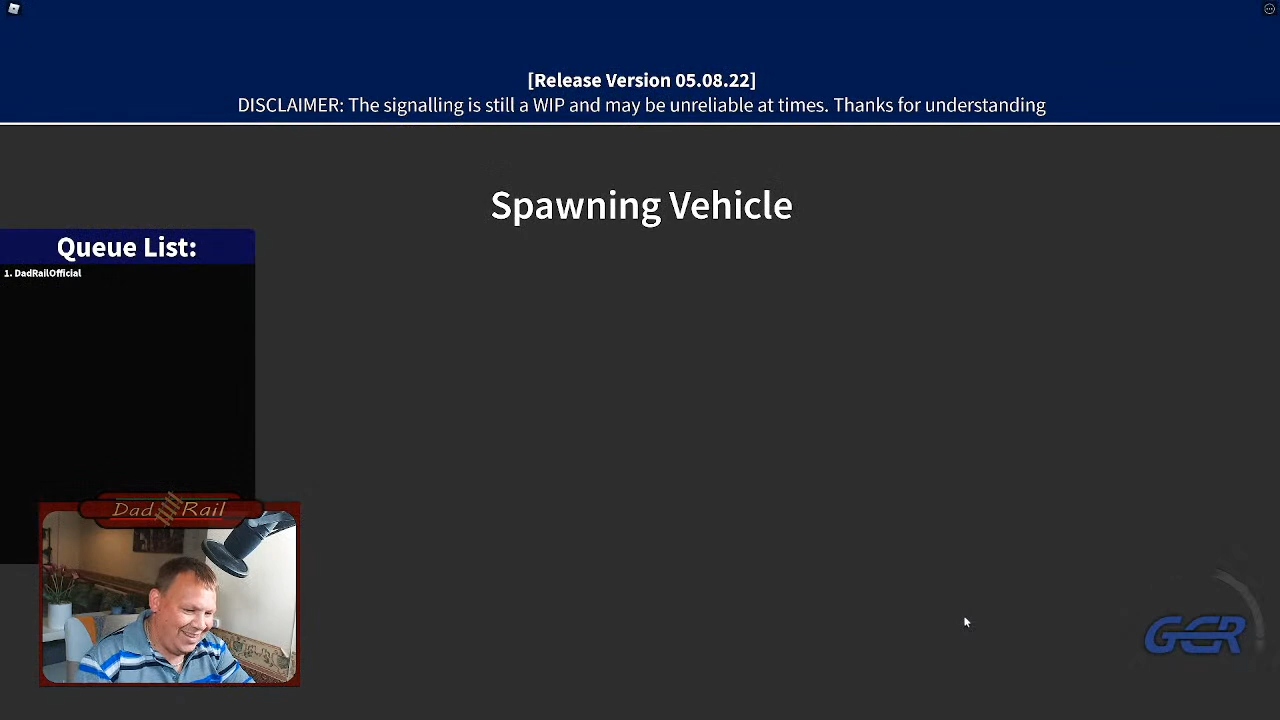 [Release Version 05.08.22]
DISCLAIMER: The signalling is still a WIP and may be unreliable at times. Thanks for understanding
Spawning Vehicle
Queue List:
1. DadRailOfficial
Dad Rail
GCR